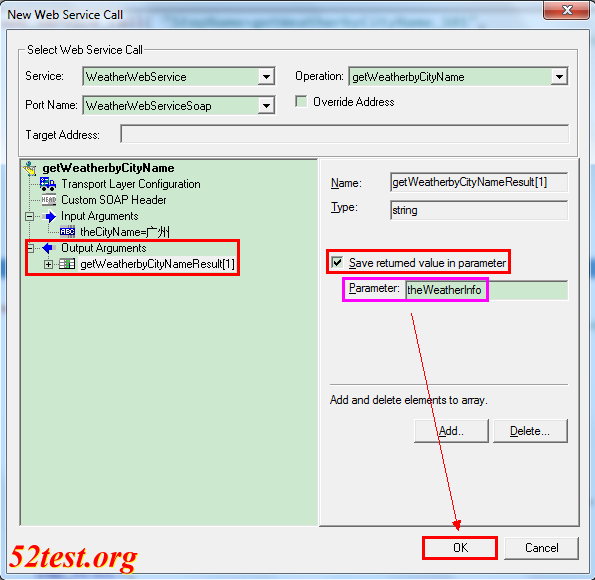 New Web Service Call
Select Web Service Call
Service: WeatherWebService Operation: getWeatherbyCityName
Port Name: WeatherWebServiceSoap Override Address
Target Address:
getWeatherbyCityName
Transport Layer Configuration
HEAD Custom SOAP Header
Input Arguments
ABC theCityName=广州
Output Arguments
getWeatherbyCityNameResult[1]
Name: getWeatherbyCityNameResult[1]
Type: string
Save returned value in parameter
Parameter: theWeatherInfo
Add and delete elements to array.
Add.. Delete...
OK Cancel
52test.org